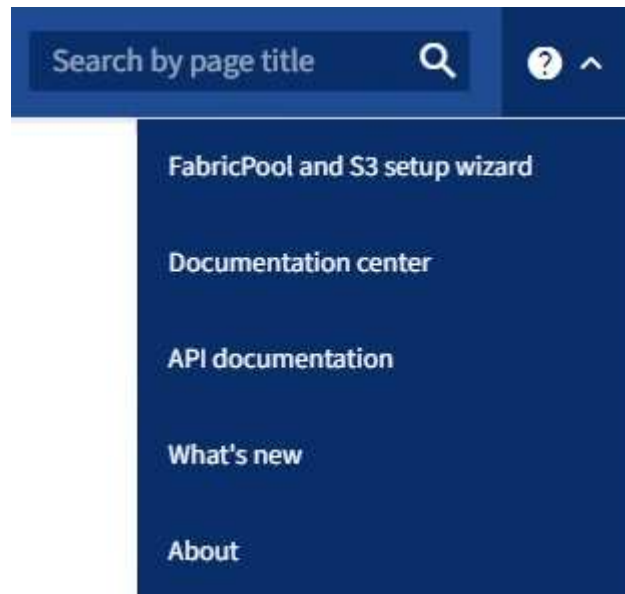 Search by page title
FabricPool and S3 setup wizard
Documentation center
API documentation
What's new
About